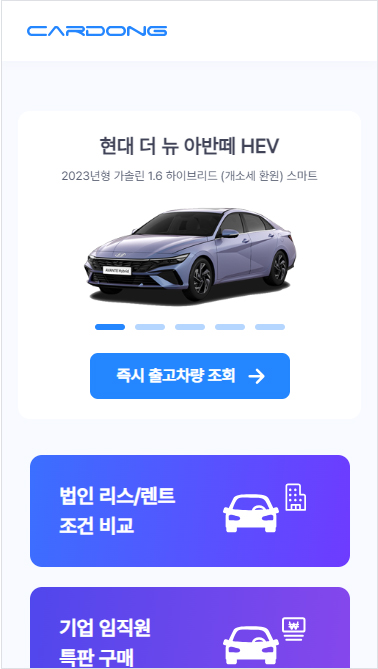 CARDONG
현대 더 뉴 아반떼 HEV
2023년형 가솔린 1.6 하이브리드 (개소세 환원) 스마트
AVANTE Hybrid
즉시 출고차량 조회
법인 리스/렌트
조건 비교
기업 임직원
특판 구매